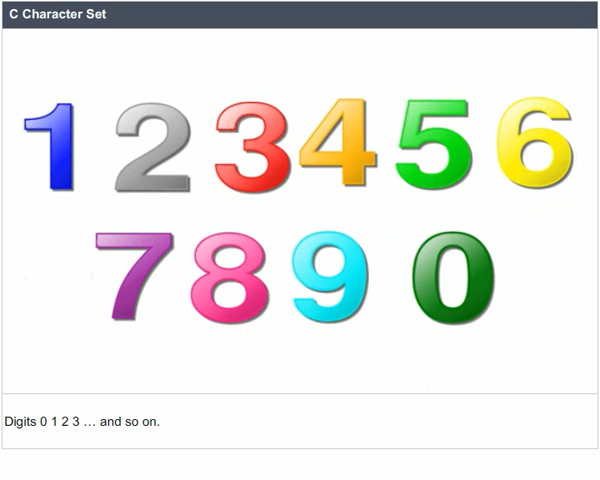 C Character Set
1 2 3 4 5 6
7 8 9 0
Digits 0 1 2 3 … and so on.